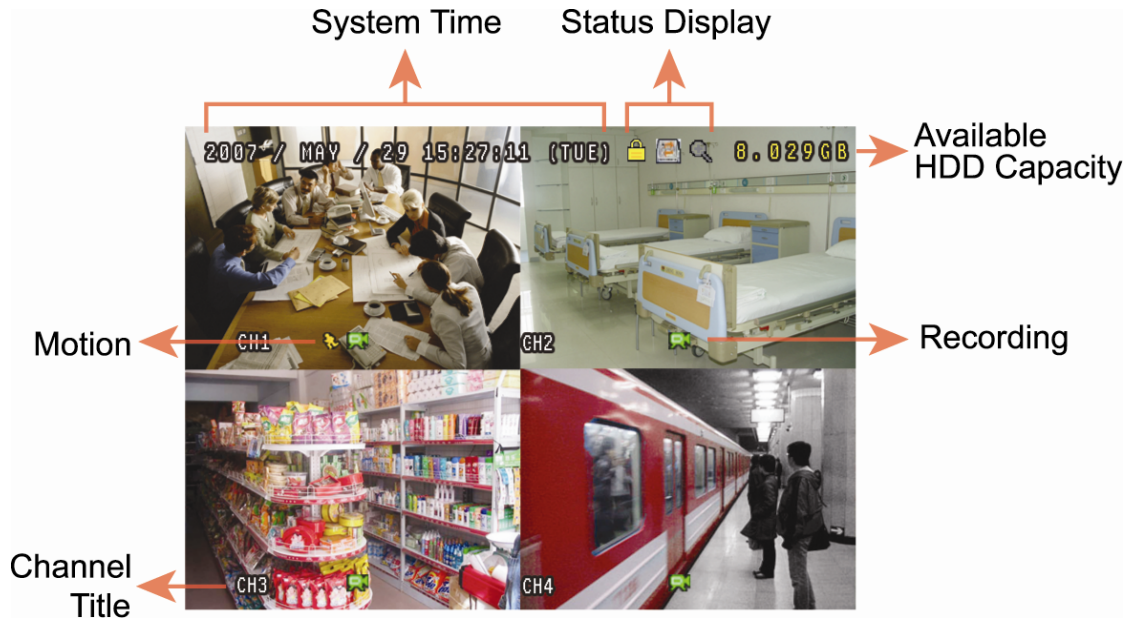 System Time
Status Display
2007 / MAY / 29 15:27:11 (TUE)
8.029GB
Available
HDD Capacity
Motion
CH1
CH2
Recording
Channel
Title
CH3
CH4